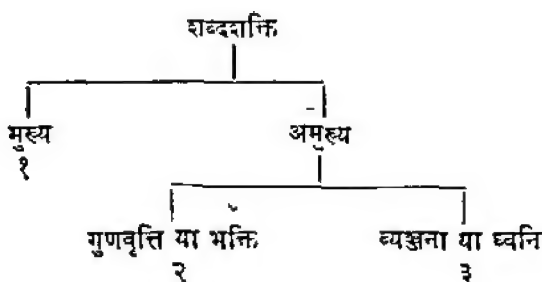 शब्दशक्ति
मुख्य अमुख्य
१
गुणवृत्ति या भक्ति व्यञ्जना या ध्वनि
२ ३